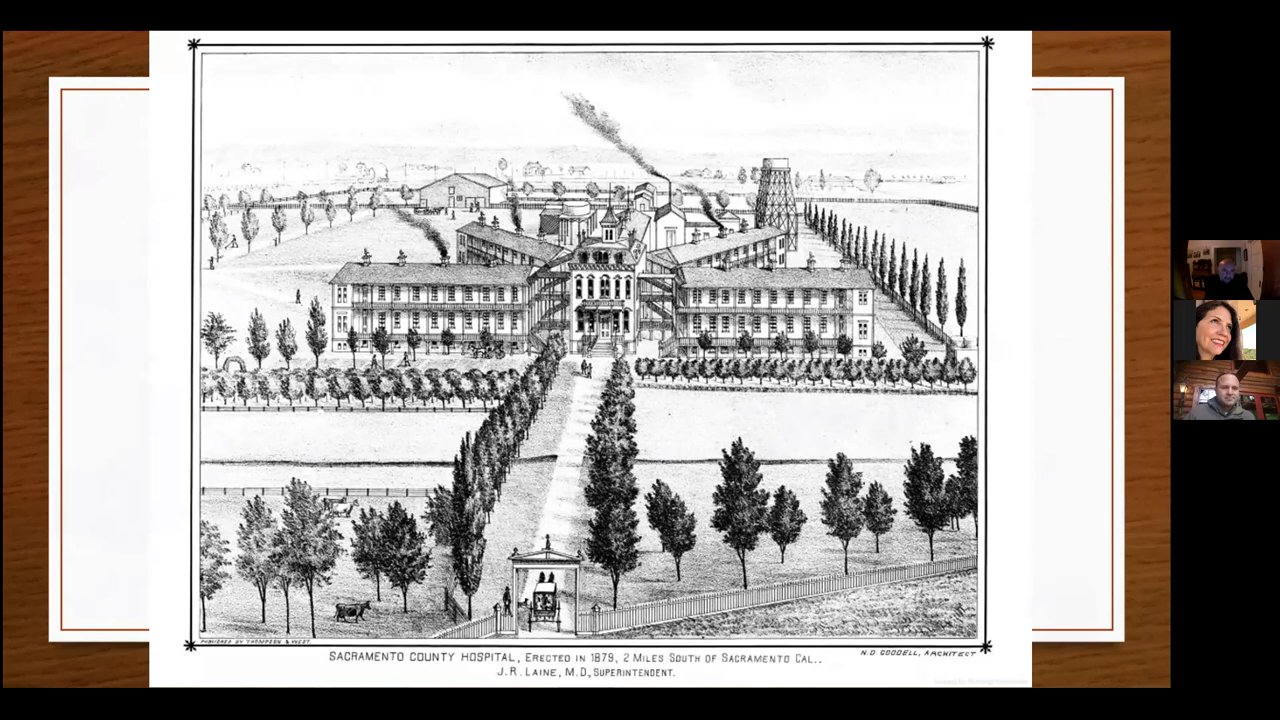 PUBLISHED BY THOMPSON & WEST.
N.D. GOODELL, ARCHITECT
SACRAMENTO COUNTY HOSPITAL, ERECTED IN 1879, 2 MILES SOUTH OF SACRAMENTO CAL..
J.R. LAINE, M.D., SUPERINTENDENT.